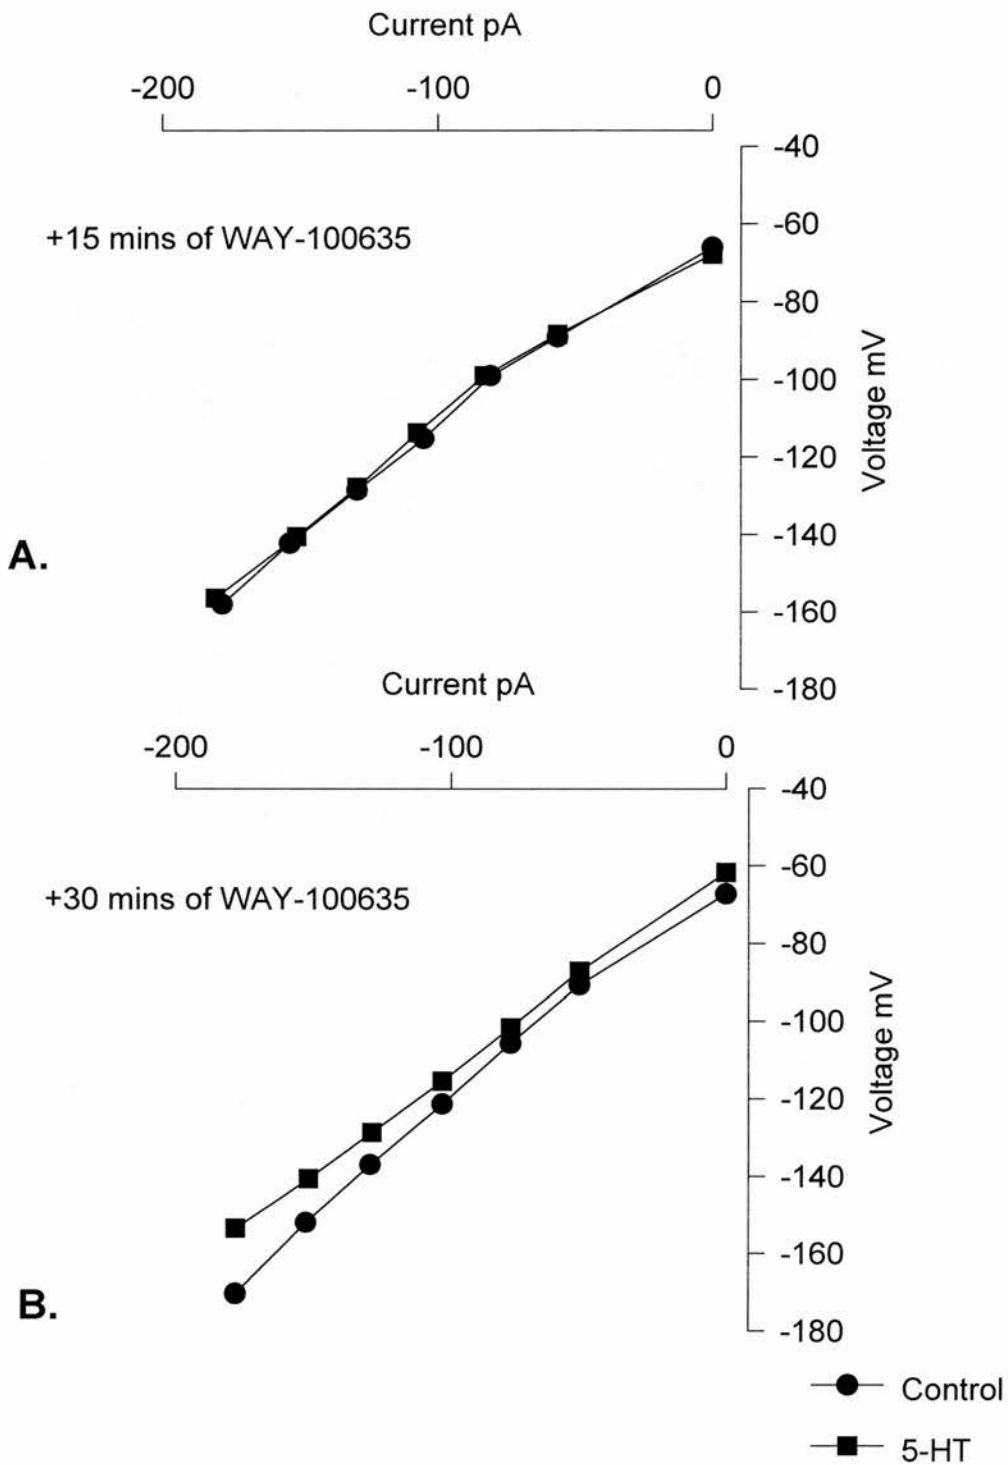 Current pA
-200 -100 0
-40
-60
+15 mins of WAY-100635
-80
-100
Voltage mV
-120
-140
A.
-160
-180
Current pA
-200 -100 0
-40
-60
+30 mins of WAY-100635
-80
-100
Voltage mV
-120
-140
-160
B.
-180
Control
5-HT